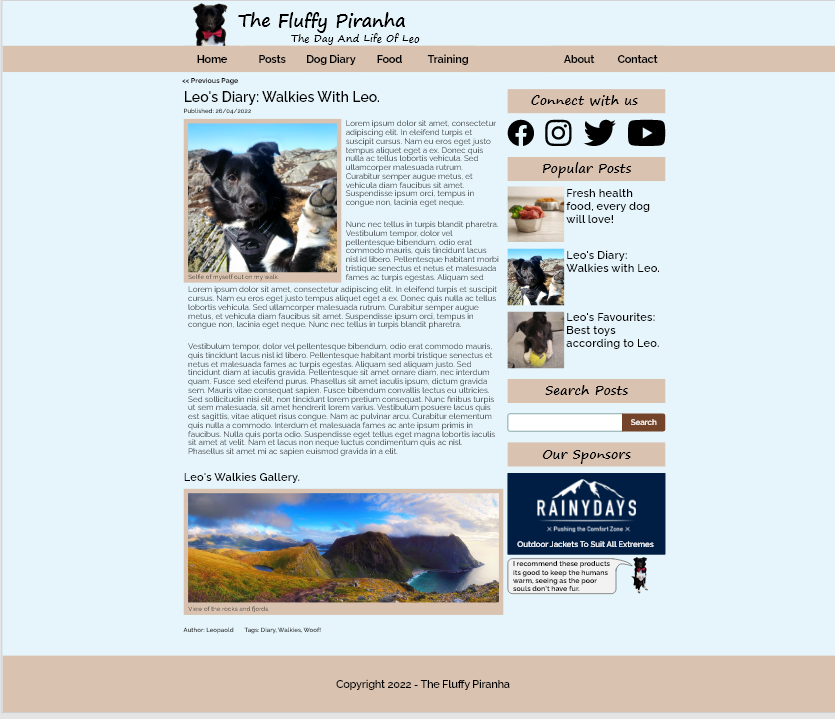 The Fluffy Piranha
The Day And Life Of Leo
Home Posts Dog Diary Food Training About Contact
<< Previous Page
Leo's Diary: Walkies With Leo.
Published: 26/04/2022
Lorem ipsum dolor sit amet, consectetur
adipiscing elit. In eleifend turpis et
suscipit cursus. Nam eu eros eget justo
tempus aliquet eget a ex. Donec quis
nulla ac tellus lobortis vehicula. Sed
ullamcorper malesuada rutrum.
Curabitur semper augue metus, et
vehicula diam faucibus sit amet.
Suspendisse ipsum orci, tempus in
congue non, lacinia eget neque.
Nunc nec tellus in turpis blandit pharetra.
Vestibulum tempor, dolor vel
pellentesque bibendum, odio erat
commodo mauris, quis tincidunt lacus
nisl id libero. Pellentesque habitant morbi
tristique senectus et netus et malesuada
fames ac turpis egestas. Aliquam sed
Selfie of myself out on my walk
Lorem ipsum dolor sit amet, consectetur adipiscing elit. In eleifend turpis et suscipit
cursus. Nam eu eros eget justo tempus aliquet eget a ex. Donec quis nulla ac tellus
lobortis vehicula. Sed ullamcorper malesuada rutrum. Curabitur semper augue
metus, et vehicula diam faucibus sit amet. Suspendisse ipsum orci, tempus in
congue non, lacinia eget neque. Nunc nec tellus in turpis blandit pharetra.
Vestibulum tempor, dolor vel pellentesque bibendum, odio erat commodo mauris,
quis tincidunt lacus nisl id libero. Pellentesque habitant morbi tristique senectus et
netus et malesuada fames ac turpis egestas. Aliquam sed aliquam justo. Sed
tincidunt diam at iaculis gravida. Pellentesque sit amet ornare diam, nec interdum
quam. Fusce sed eleifend purus. Phasellus sit amet iaculis ipsum, dictum gravida
sem. Mauris vitae consequat sapien. Fusce bibendum convallis lectus eu ultricies.
Sed sollicitudin nisi elit, non tincidunt lorem pretium consequat. Nunc finibus turpis
ut sem malesuada, sit amet hendrerit lorem varius. Vestibulum posuere lacus quis
est sagittis, vitae aliquet risus congue. Nam ac pulvinar arcu. Curabitur elementum
quis nulla a commodo. Interdum et malesuada fames ac ante ipsum primis in
faucibus. Nulla quis porta odio. Suspendisse eget tellus eget magna lobortis iaculis
sit amet at velit. Nam et lacus non neque luctus condimentum quis ac nisl.
Phasellus sit amet mi ac sapien euismod gravida in a elit.
Leo's Walkies Gallery.
View of the rocks and fjords.
Author: Leopaold Tags: Diary, Walkies, Woof!
Connect with us
Popular Posts
Fresh health
food, every dog
will love!
Leo's Diary:
Walkies with Leo.
Leo's Favourites:
Best toys
according to Leo.
Search Posts
Search
Our Sponsors
RAINYDAYS
× Pushing the Comfort Zone ×
Outdoor Jackets To Suit All Extremes
I recommend these products
its good to keep the humans
warm, seeing as the poor
souls don't have fur.
Copyright 2022 - The Fluffy Piranha